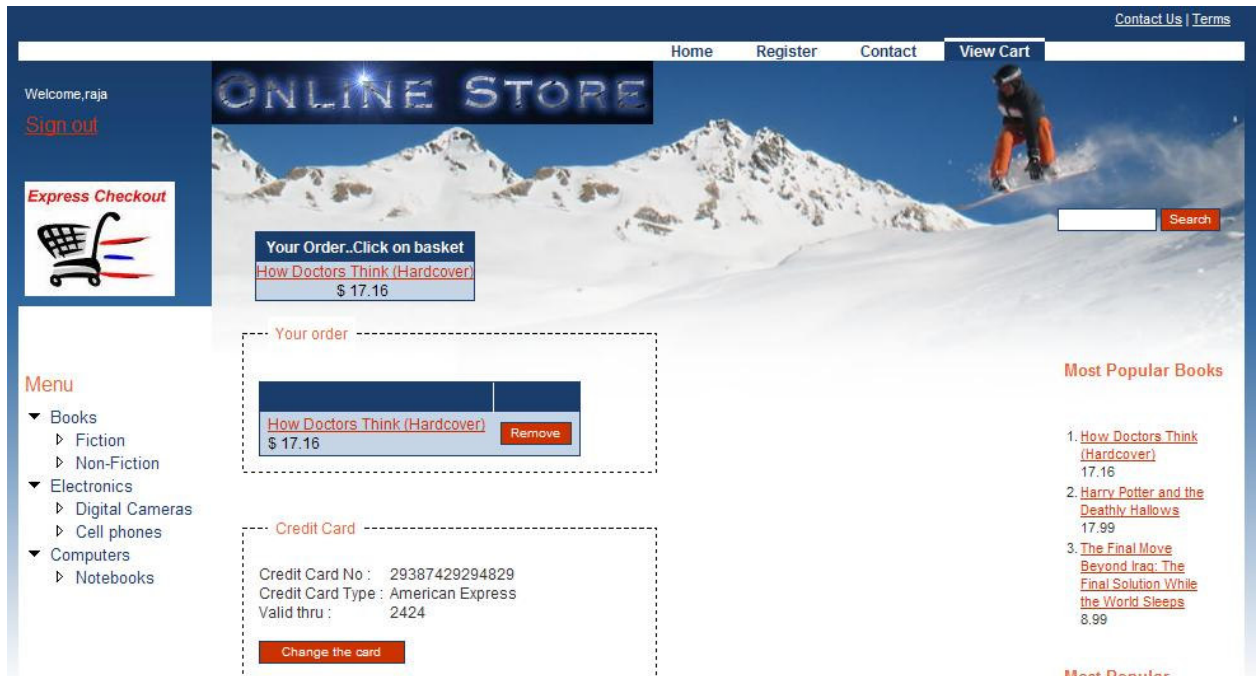 Contact Us | Terms
Home Register Contact View Cart
Welcome,raja
Sign out
ONLINE STORE
Express Checkout
Search
Your Order..Click on basket
How Doctors Think (Hardcover)
$ 17.16
Your order
How Doctors Think (Hardcover)
$ 17.16
Remove
Credit Card
Credit Card No : 29387429294829
Credit Card Type : American Express
Valid thru : 2424
Change the card
Menu
Books
Fiction
Non-Fiction
Electronics
Digital Cameras
Cell phones
Computers
Notebooks
Most Popular Books
1. How Doctors Think
(Hardcover)
17.16
2. Harry Potter and the
Deathly Hallows
17.99
3. The Final Move
Beyond Iraq: The
Final Solution While
the World Sleeps
8.99
Most Popular